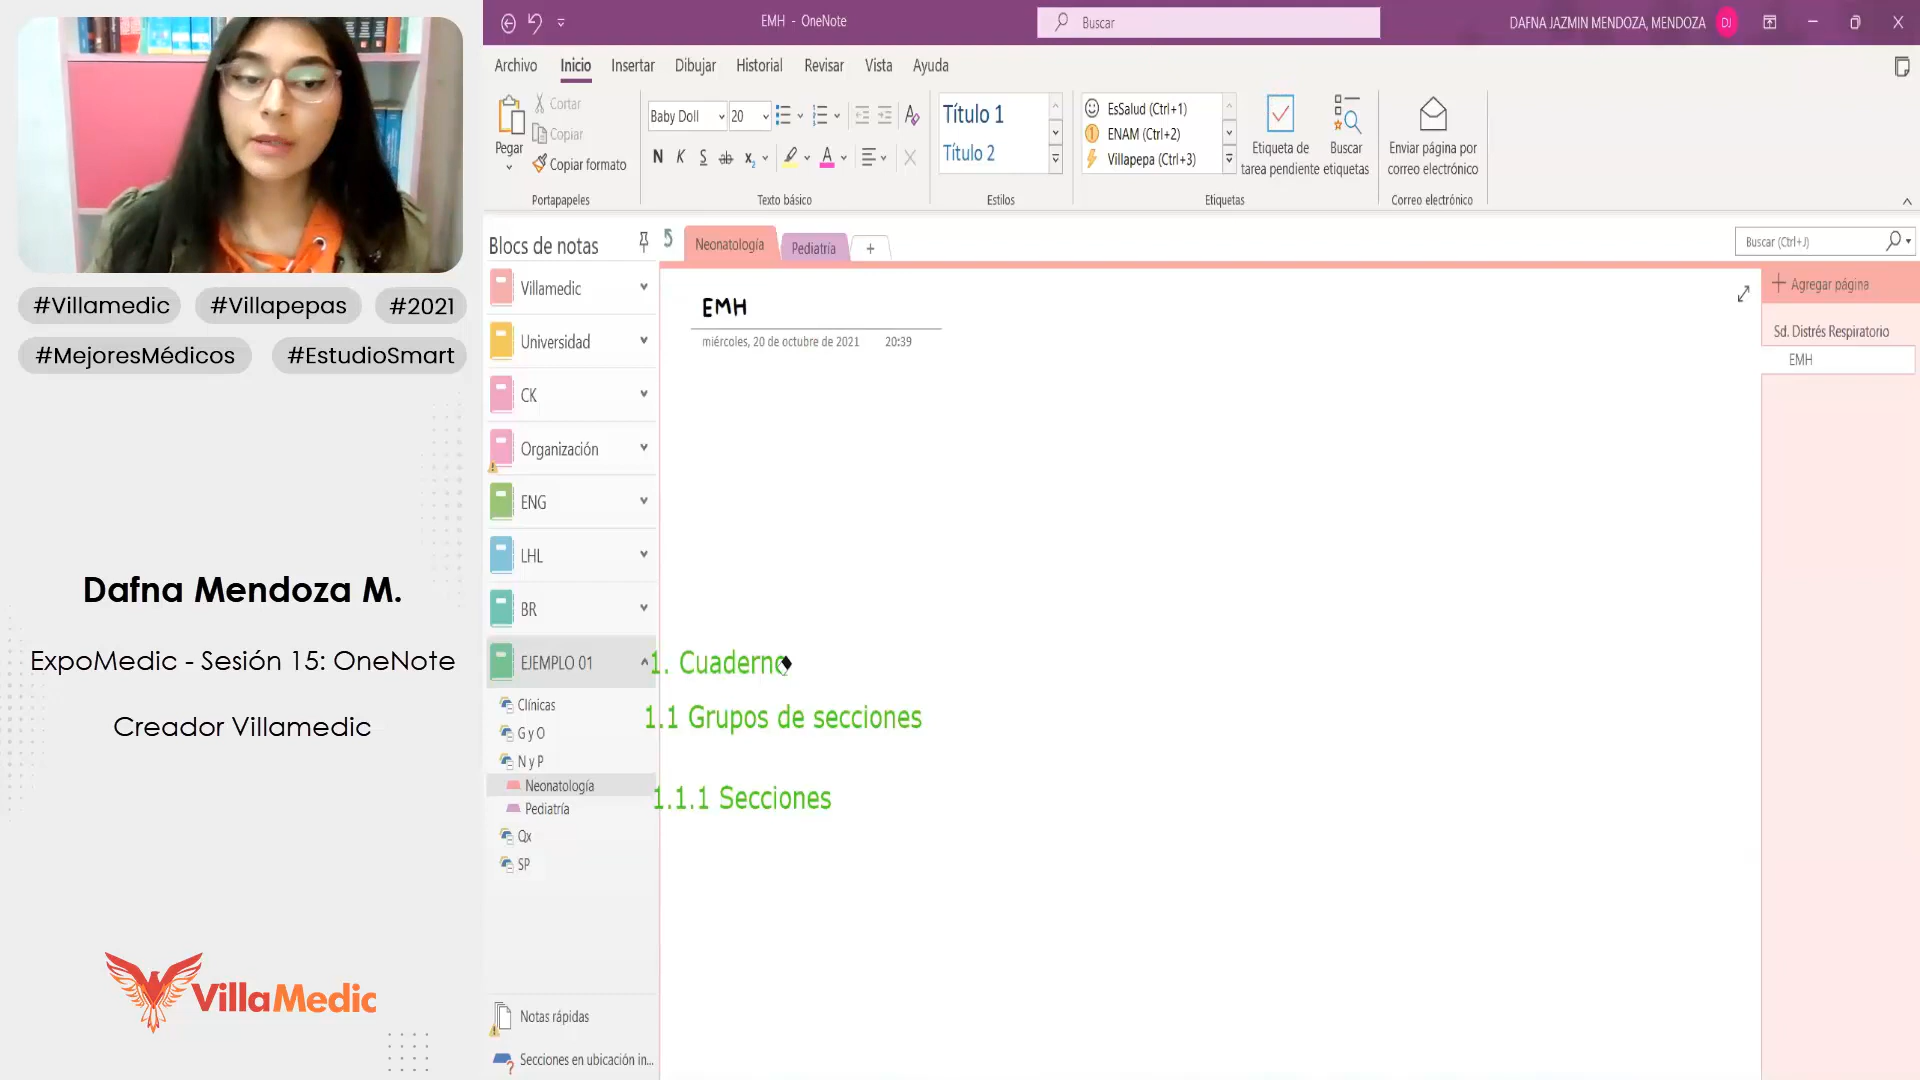 #Villamedic #Villapepas #2021
#MejoresMédicos #EstudioSmart
Dafna Mendoza M.
ExpoMedic - Sesión 15: OneNote
Creador Villamedic
VillaMedic
EMH - OneNote
Buscar
DAFNA JAZMIN MENDOZA, MENDOZA
DJ
Archivo Inicio Insertar Dibujar Historial Revisar Vista Ayuda
Pegar
Cortar
Copiar
Copiar formato
Portapapeles
Baby Doll 20
N K S ab x₂ A
Texto básico
Título 1
Título 2
Estilos
EsSalud (Ctrl+1)
ENAM (Ctrl+2)
Villapepa (Ctrl+3)
Etiqueta de
tarea pendiente
Buscar
etiquetas
Etiquetas
Enviar página por
correo electrónico
Correo electrónico
Blocs de notas
Villamedic
Universidad
CK
Organización
ENG
LHL
BR
EJEMPLO 01
Clínicas
G y O
N y P
Neonatología
Pediatría
Qx
SP
Notas rápidas
Secciones en ubicación in...
Neonatología Pediatría +
Buscar (Ctrl+J)
EMH
miércoles, 20 de octubre de 2021 20:39
1. Cuaderno
1.1 Grupos de secciones
1.1.1 Secciones
Agregar página
Sd. Distrés Respiratorio
EMH